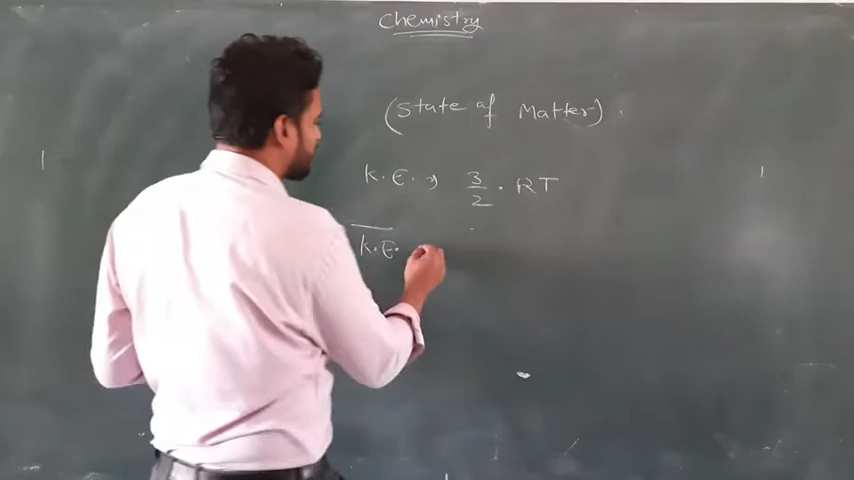 Chemistry
(State of Matter)
K.E. → 3/2 . RT
K.E.